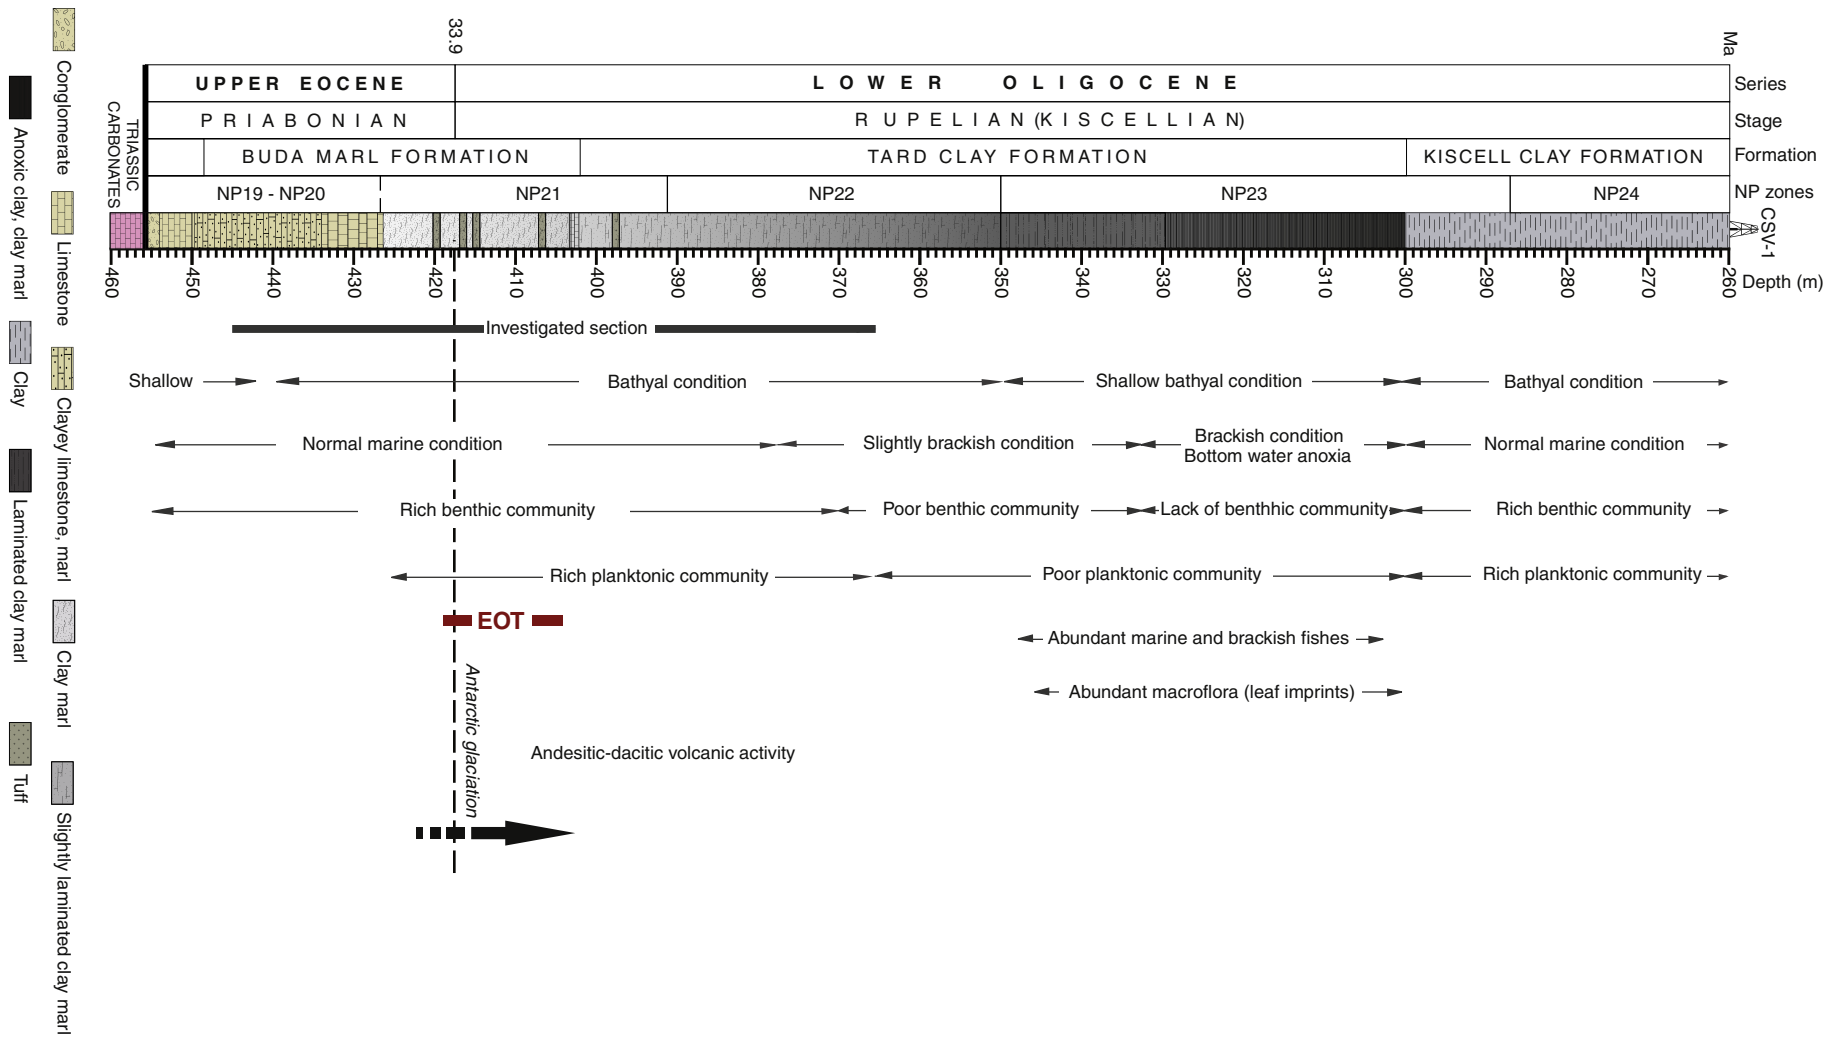 33.9
Ma
UPPER EOCENE
LOWER OLIGOCENE
Series
PRIABONIAN
RUPELIAN (KISCELLIAN)
Stage
BUDA MARL FORMATION
TARD CLAY FORMATION
KISCELL CLAY FORMATION
Formation
NP19 - NP20
NP21
NP22
NP23
NP24
NP zones
TRIASSIC
CARBONATES
CSV-1
460 450 440 430 420 410 400 390 380 370 360 350 340 330 320 310 300 290 280 270 260
Depth (m)
Investigated section
Shallow
Bathyal condition
Shallow bathyal condition
Bathyal condition
Normal marine condition
Slightly brackish condition
Brackish condition
Bottom water anoxia
Normal marine condition
Rich benthic community
Poor benthic community
Lack of benthhic community
Rich benthic community
Rich planktonic community
Poor planktonic community
Rich planktonic community
EOT
Abundant marine and brackish fishes
Abundant macroflora (leaf imprints)
Antarctic glaciation
Andesitic-dacitic volcanic activity
Conglomerate
Limestone
Clayey limestone, marl
Clay marl
Slightly laminated clay marl
Anoxic clay, clay marl
Clay
Laminated clay marl
Tuff